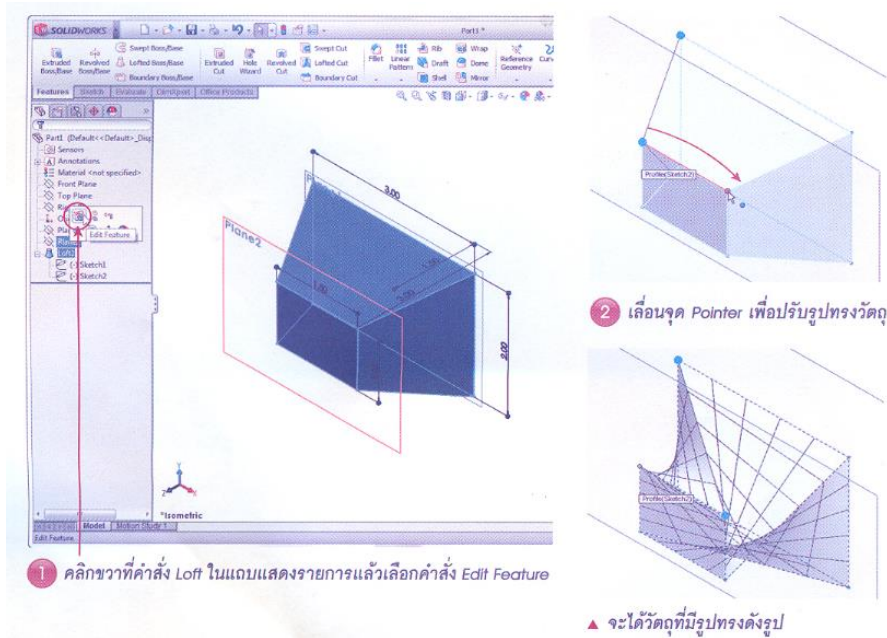 SOLIDWORKS
Part1 *
Extruded Boss/Base
Revolved Boss/Base
Swept Boss/Base
Lofted Boss/Base
Boundary Boss/Base
Extruded Cut
Hole Wizard
Revolved Cut
Swept Cut
Lofted Cut
Boundary Cut
Fillet
Linear Pattern
Rib
Draft
Shell
Wrap
Dome
Mirror
Reference Geometry
Features
Sketch
Evaluate
DimXpert
Office Products
Part1 (Default<<Default>_Disp
Sensors
Annotations
Material <not specified>
Front Plane
Top Plane
Edit Feature
Loft1
(-) Sketch1
(-) Sketch2
Plane2
3.00
1.00
2.00
*Isometric
Y
Z
X
Model
Motion Study 1
Edit Feature
1 คลิกขวาที่คำสั่ง Loft ในแถบแสดงรายการแล้วเลือกคำสั่ง Edit Feature
Profile(Sketch2)
2 เลื่อนจุด Pointer เพื่อปรับรูปทรงวัตถุ
Profile(Sketch2)
▲ จะได้วัตถุที่มีรูปทรงดังรูป